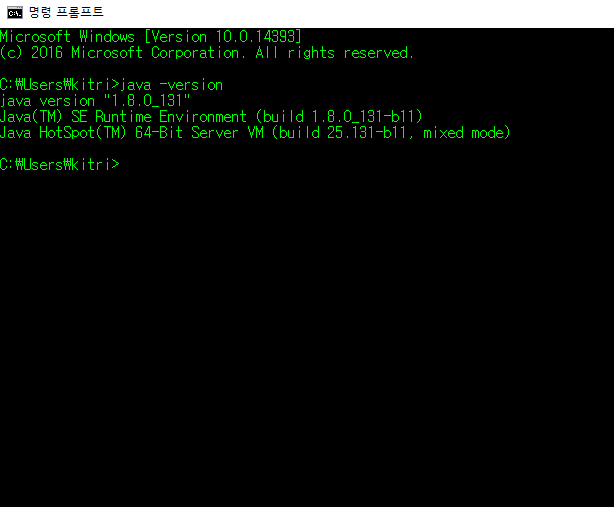 명령 프롬프트
Microsoft Windows [Version 10.0.14393]
(c) 2016 Microsoft Corporation. All rights reserved.
C:₩Users₩kitri>java -version
java version "1.8.0_131"
Java(TM) SE Runtime Environment (build 1.8.0_131-b11)
Java HotSpot(TM) 64-Bit Server VM (build 25.131-b11, mixed mode)
C:₩Users₩kitri>